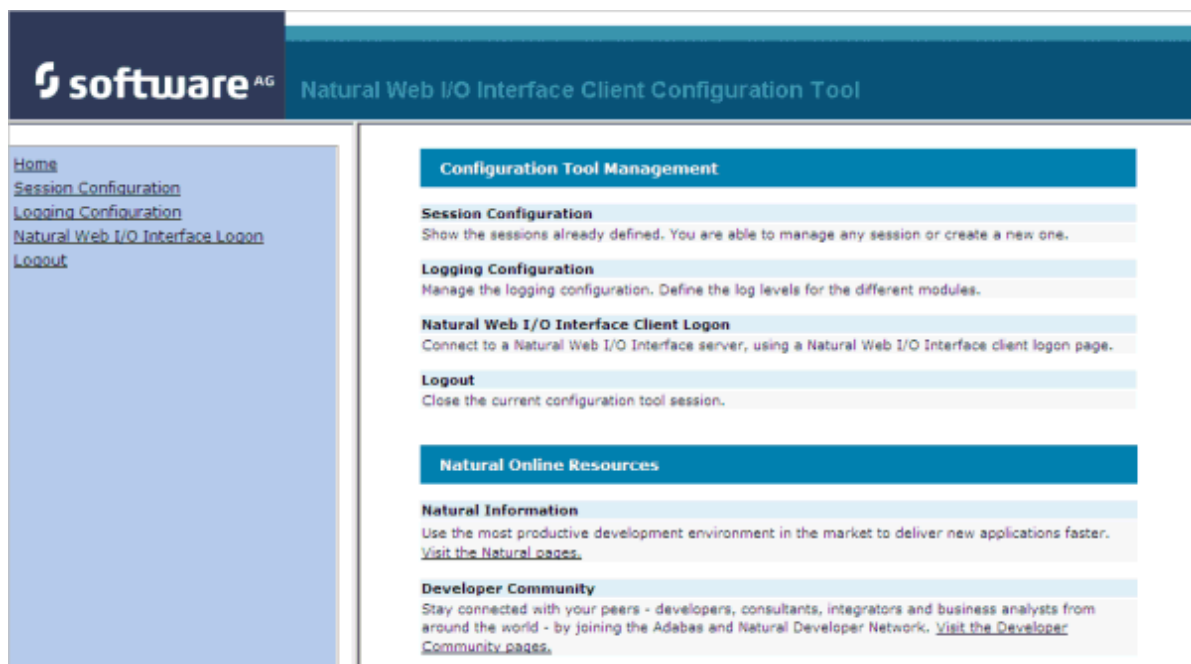 software AG
Natural Web I/O Interface Client Configuration Tool
Home
Session Configuration
Logging Configuration
Natural Web I/O Interface Logon
Logout
Configuration Tool Management
Session Configuration
Show the sessions already defined. You are able to manage any session or create a new one.
Logging Configuration
Manage the logging configuration. Define the log levels for the different modules.
Natural Web I/O Interface Client Logon
Connect to a Natural Web I/O Interface server, using a Natural Web I/O Interface client logon page.
Logout
Close the current configuration tool session.
Natural Online Resources
Natural Information
Use the most productive development environment in the market to deliver new applications faster.
Visit the Natural pages.
Developer Community
Stay connected with your peers - developers, consultants, integrators and business analysts from
around the world - by joining the Adabas and Natural Developer Network. Visit the Developer
Community pages.